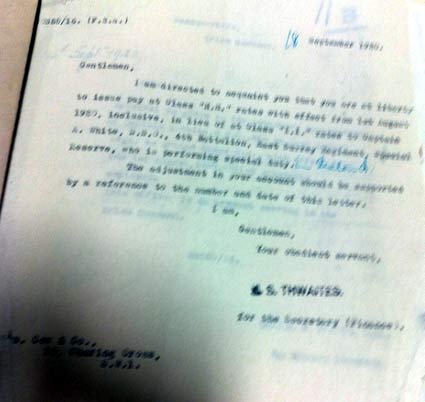 /16. (F.S.a.)
18 September 1920.
Gentlemen,
I am directed to acquaint you that you are at liberty
to issue pay at Class rates with effect from 1st August
1920, inclusive, in lieu of at Class rates to Captain
A. White, D.S.O., 4th Battalion, East Surrey Regiment, Special
Reserve, who is performing special duty.
The adjustment in your account should be supported
by a reference to the number and date of this letter.
I am,
Gentlemen,
Your obedient servant,
S. THWAITES.
for the Secretary (Finance).
Cox & Co.,
Charing Cross,
S.W.1.